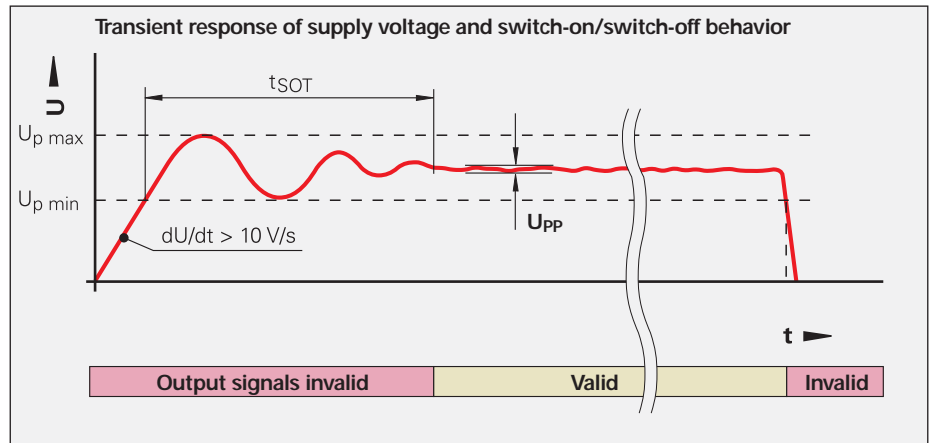 Transient response of supply voltage and switch-on/switch-off behavior
U
tSOT
Up max
Up min
dU/dt > 10 V/s
UPP
t
Output signals invalid
Valid
Invalid